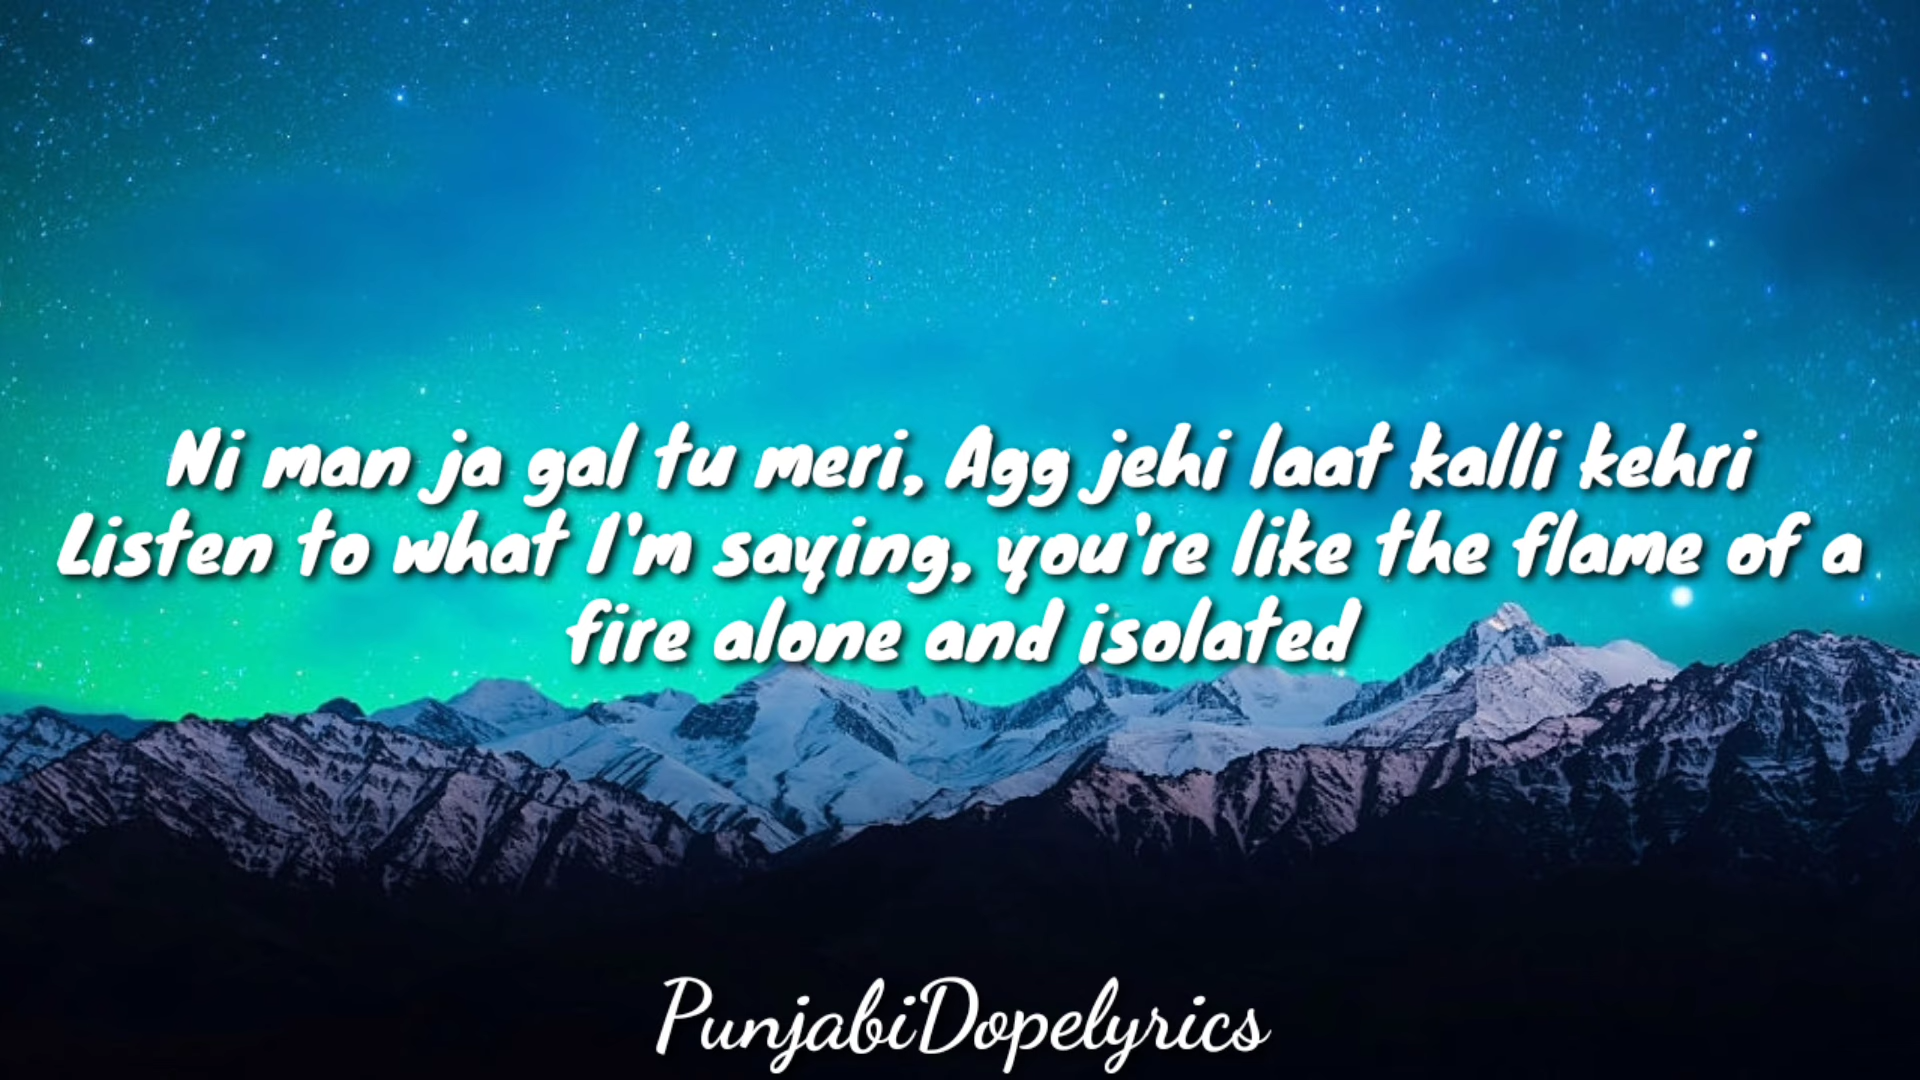 Ni man ja gal tu meri, Agg jehi laat kalli kehri
Listen to what I'm saying, you're like the flame of a
fire alone and isolated
PunjabiDopelyrics